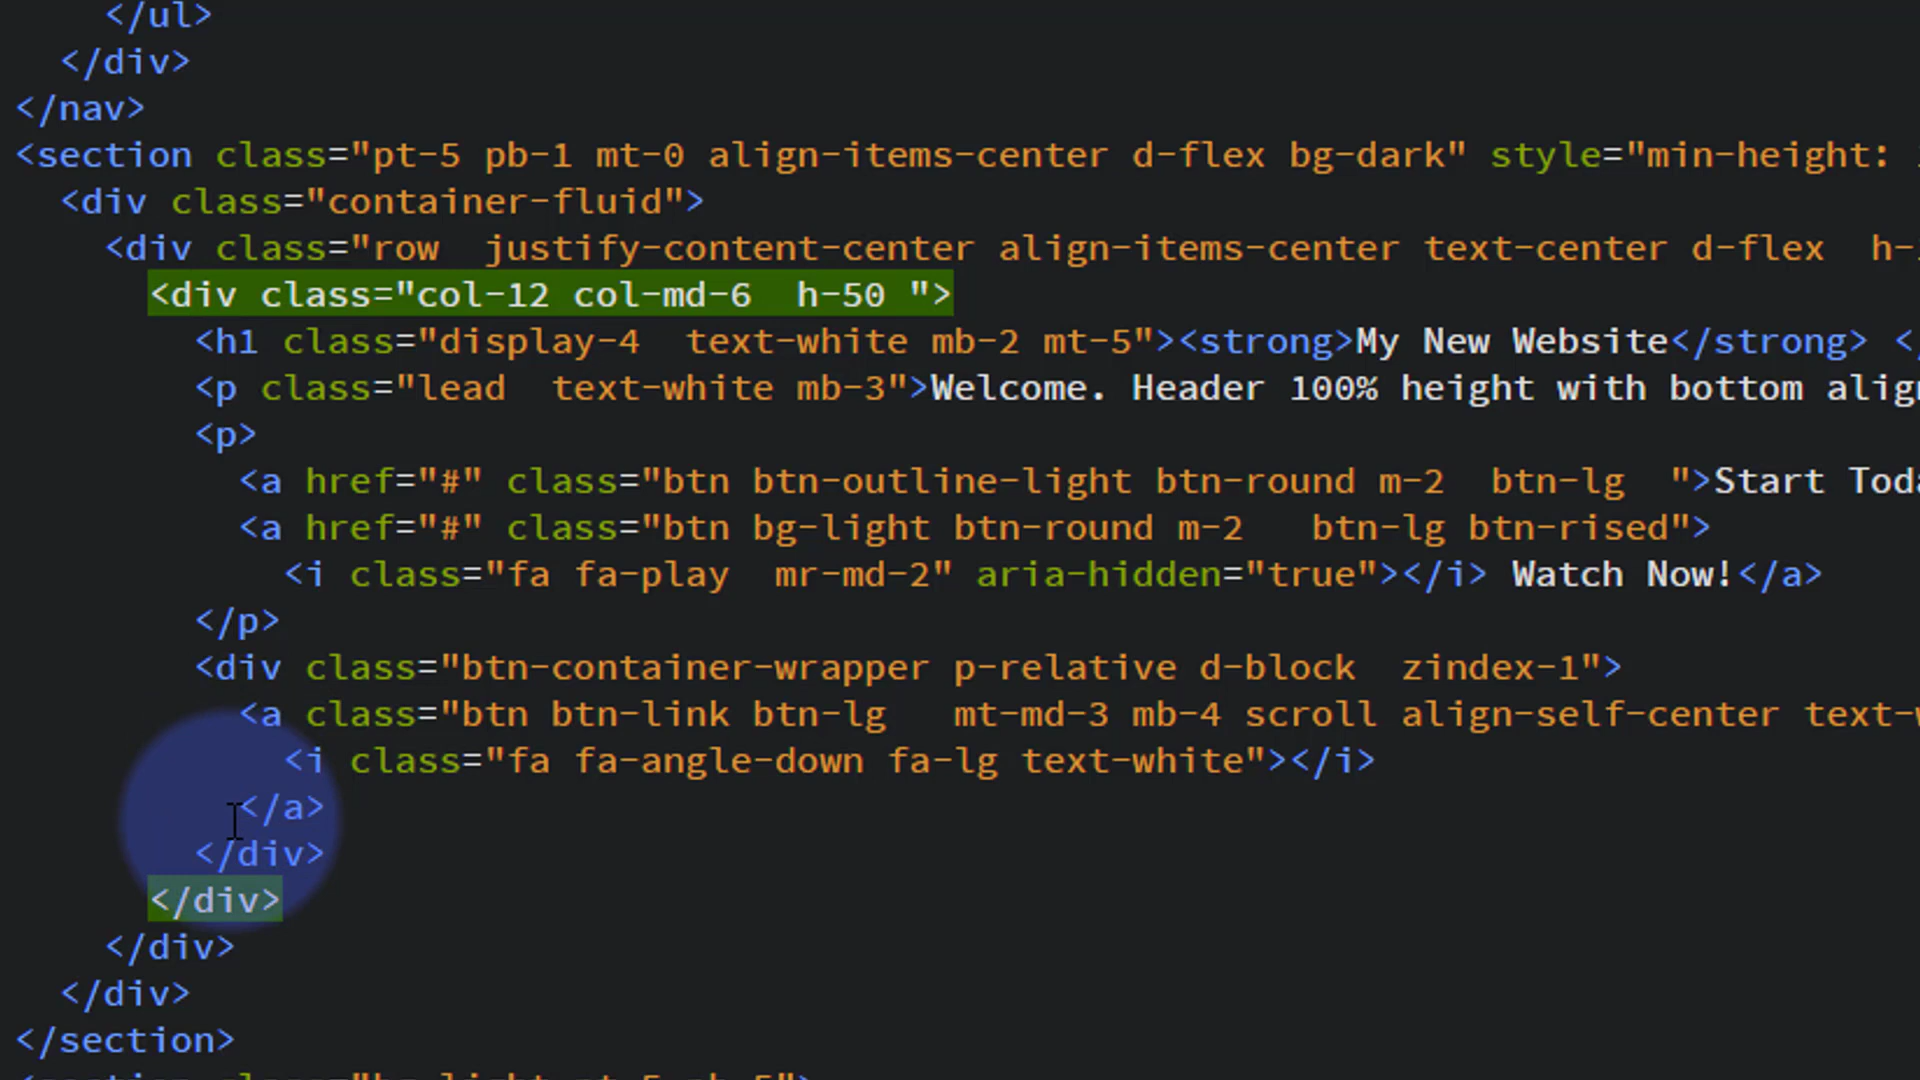 </ul>
</div>
</nav>
<section class="pt-5 pb-1 mt-0 align-items-center d-flex bg-dark" style="min-height:
<div class="container-fluid">
<div class="row  justify-content-center align-items-center text-center d-flex  h-
<div class="col-12 col-md-6  h-50 ">
<h1 class="display-4  text-white mb-2 mt-5"><strong>My New Website</strong> <
<p class="lead  text-white mb-3">Welcome. Header 100% height with bottom alig
<p>
<a href="#" class="btn btn-outline-light btn-round m-2  btn-lg  ">Start Toda
<a href="#" class="btn bg-light btn-round m-2   btn-lg btn-rised">
<i class="fa fa-play  mr-md-2" aria-hidden="true"></i> Watch Now!</a>
</p>
<div class="btn-container-wrapper p-relative d-block  zindex-1">
<a class="btn btn-link btn-lg   mt-md-3 mb-4 scroll align-self-center text-w
<i class="fa fa-angle-down fa-lg text-white"></i>
</a>
</div>
</div>
</div>
</div>
</section>